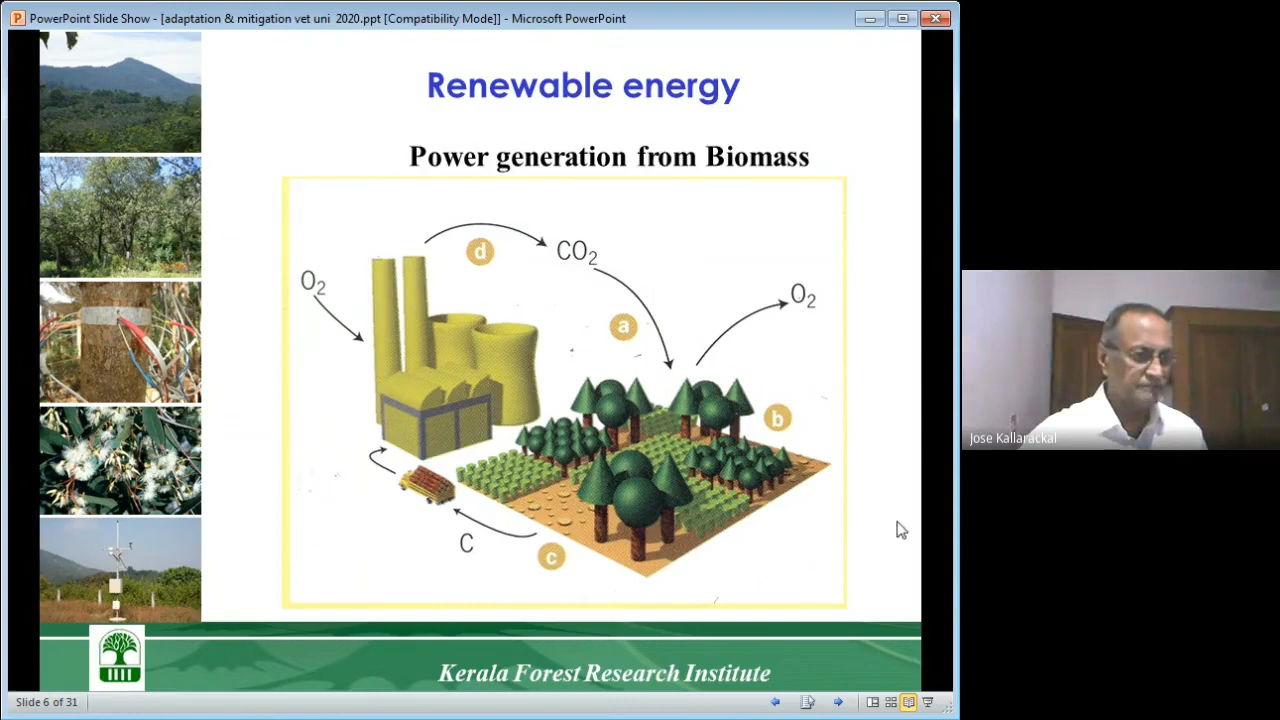 PowerPoint Slide Show - [adaptation & mitigation vet uni 2020.ppt [Compatibility Mode]] - Microsoft PowerPoint
Renewable energy
Power generation from Biomass
d
CO2
O2
a
O2
b
C
c
Jose Kallarackal
Kerala Forest Research Institute
Slide 6 of 31